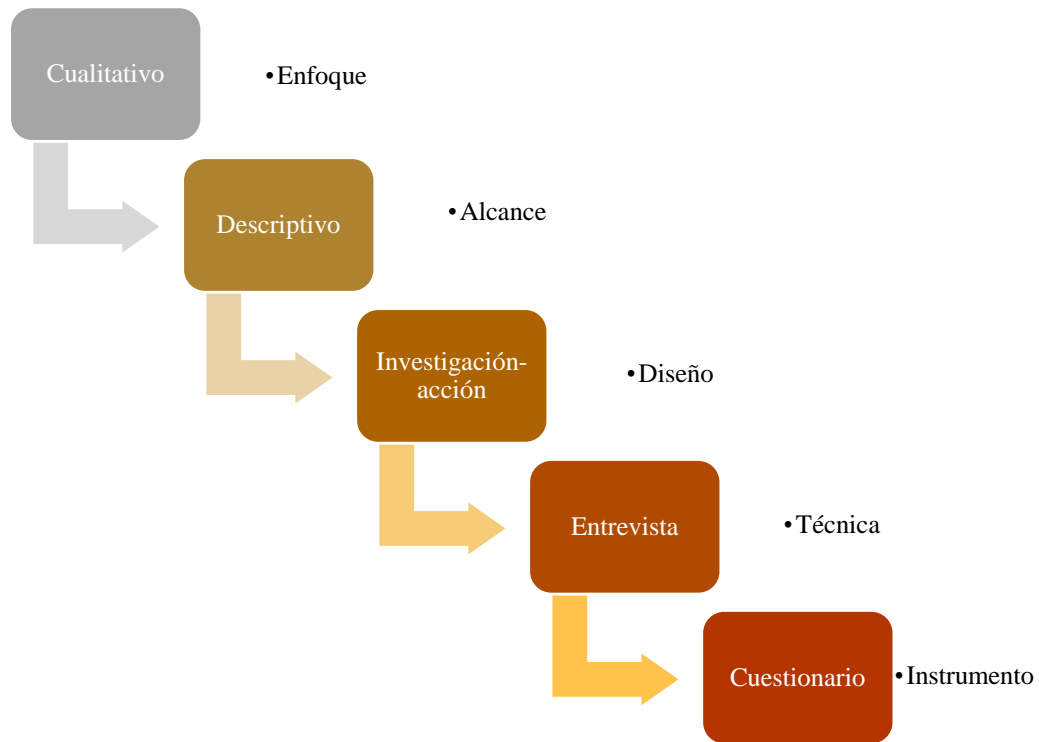 Cualitativo
•Enfoque
Descriptivo
•Alcance
Investigación-
acción
•Diseño
Entrevista
•Técnica
Cuestionario
•Instrumento